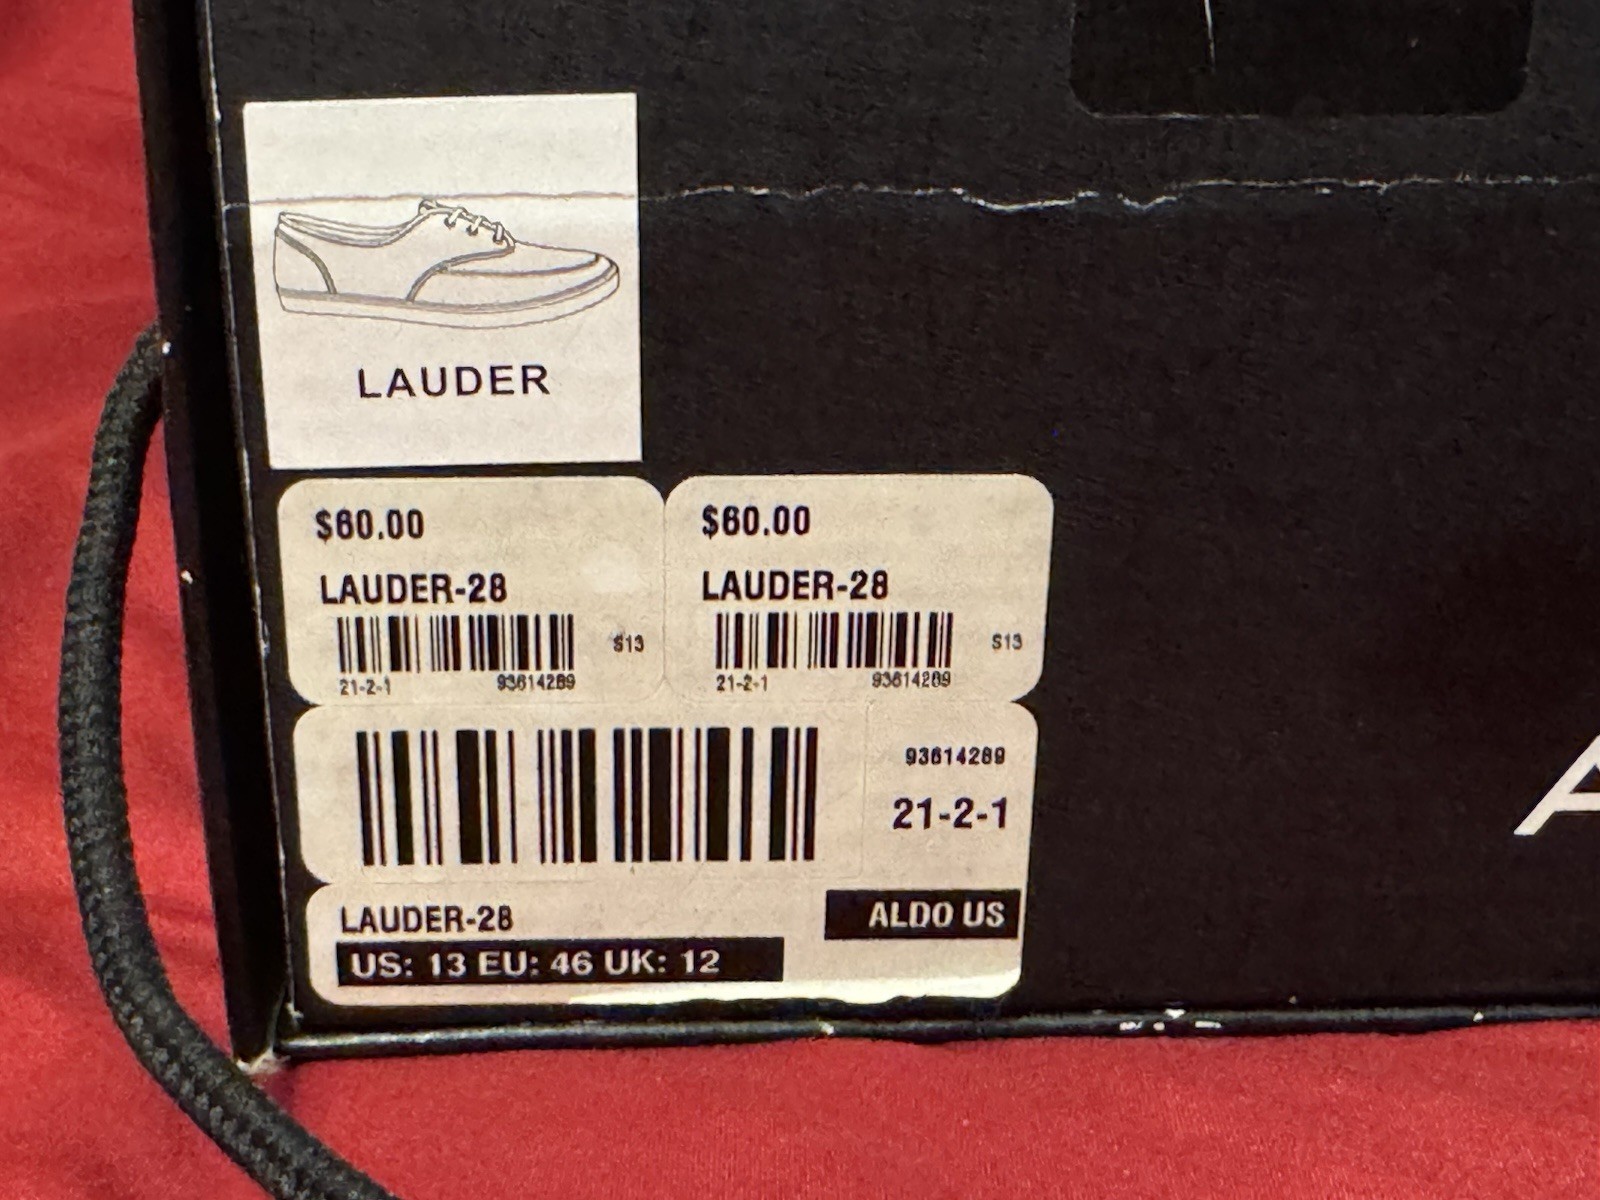 LAUDER
$60.00
LAUDER-28
S13
21-2-1 93614289
$60.00
LAUDER-28
S13
21-2-1 93614289
93614289
21-2-1
LAUDER-28
ALDO US
US: 13 EU: 46 UK: 12
A